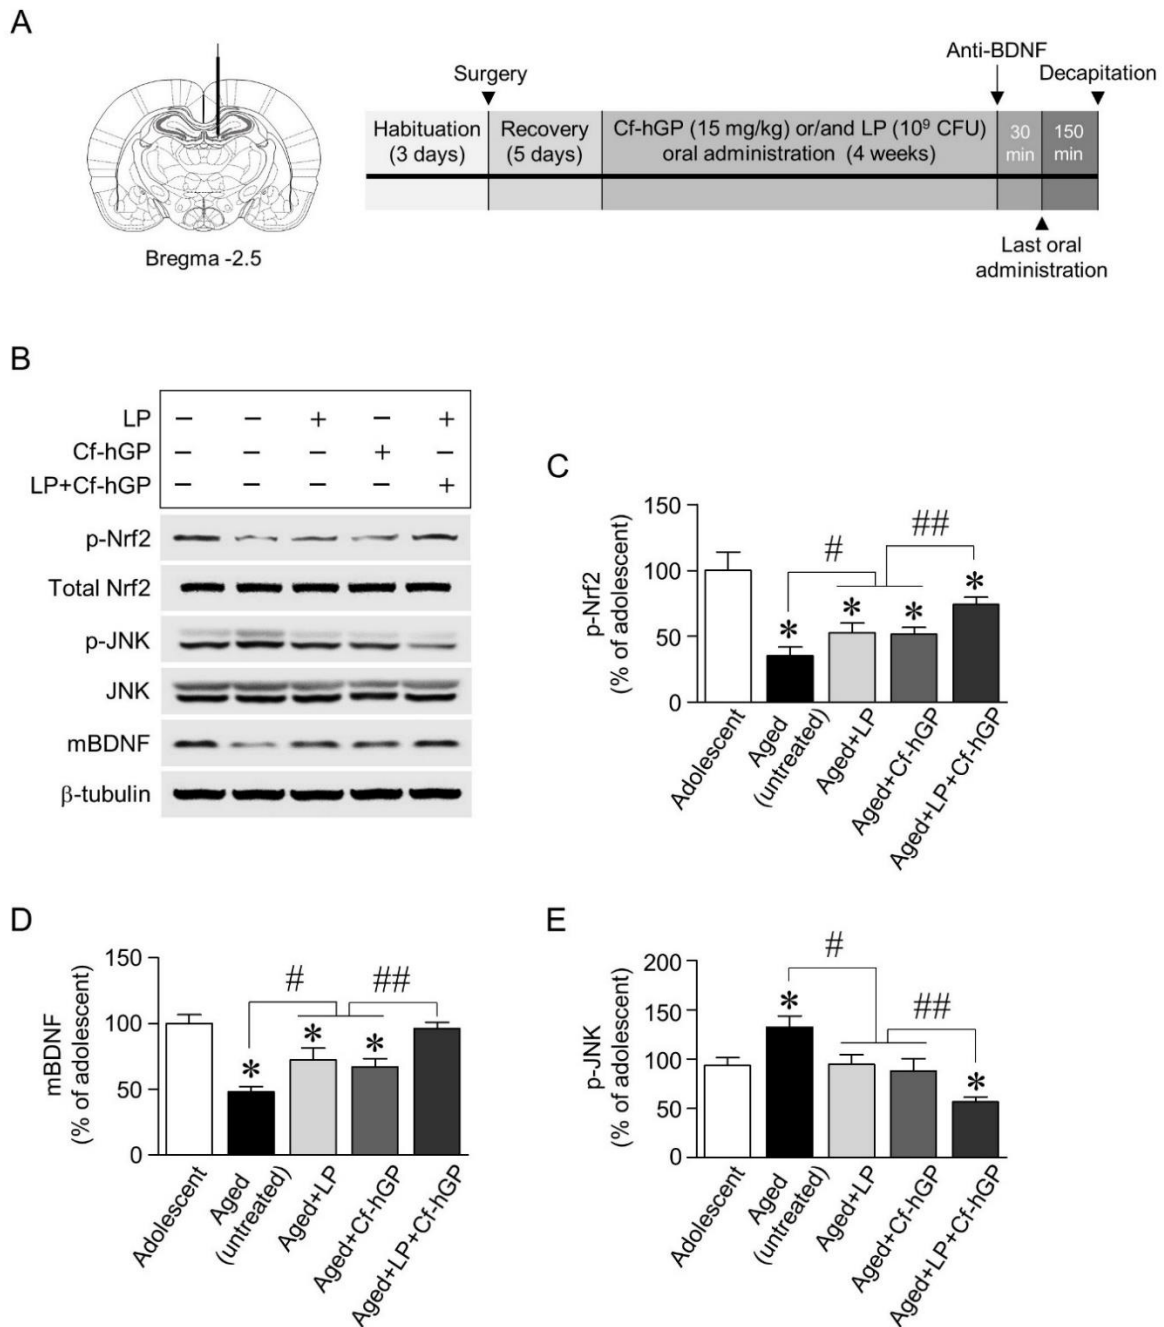 A
Surgery
Anti-BDNF
Decapitation
Habituation
(3 days)
Recovery
(5 days)
Cf-hGP (15 mg/kg) or/and LP (10⁹ CFU)
oral administration (4 weeks)
30
min
150
min
Last oral
administration
Bregma -2.5
B
LP − − + − +
Cf-hGP − − − + −
LP+Cf-hGP − − − − +
p-Nrf2
Total Nrf2
p-JNK
JNK
mBDNF
β-tubulin
C
p-Nrf2
(% of adolescent)
150
100
50
0
#
##
*
*
*
*
Adolescent
Aged
(untreated)
Aged+LP
Aged+Cf-hGP
Aged+LP+Cf-hGP
D
mBDNF
(% of adolescent)
150
100
50
0
#
##
*
*
*
Adolescent
Aged
(untreated)
Aged+LP
Aged+Cf-hGP
Aged+LP+Cf-hGP
E
p-JNK
(% of adolescent)
200
150
100
50
0
#
##
*
*
Adolescent
Aged
(untreated)
Aged+LP
Aged+Cf-hGP
Aged+LP+Cf-hGP